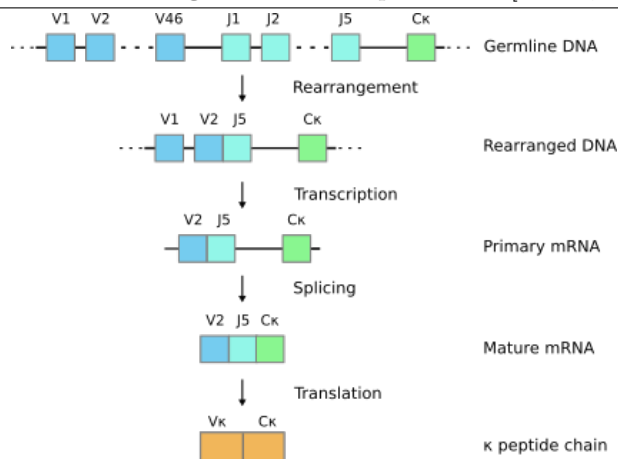 V1 V2 V46 J1 J2 J5 Cκ
Germline DNA
Rearrangement
V1 V2 J5 Cκ
Rearranged DNA
Transcription
V2 J5 Cκ
Primary mRNA
Splicing
V2 J5 Cκ
Mature mRNA
Translation
Vκ Cκ
κ peptide chain